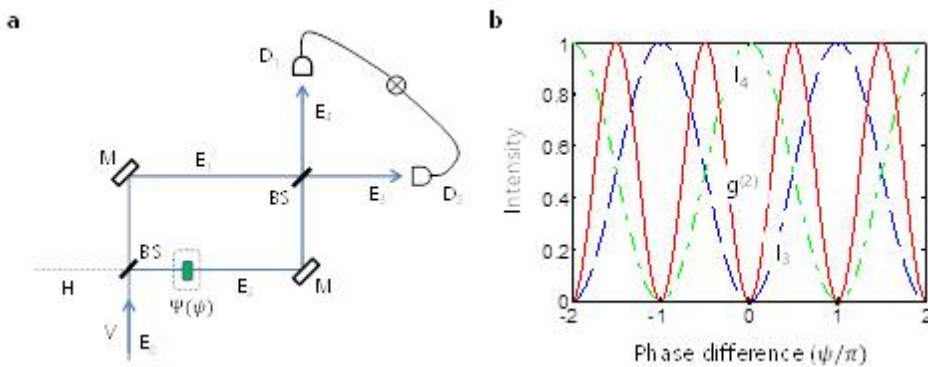 a
D₁
E₄
M
E₁
BS
E₃
D₂
BS
H
E₂
M
Ψ(ψ)
V
E₀
b
Intensity
1
0.8
0.6
0.4
0.2
0
I₄
g⁽²⁾
I₃
-2
-1
0
1
2
Phase difference (ψ/π)